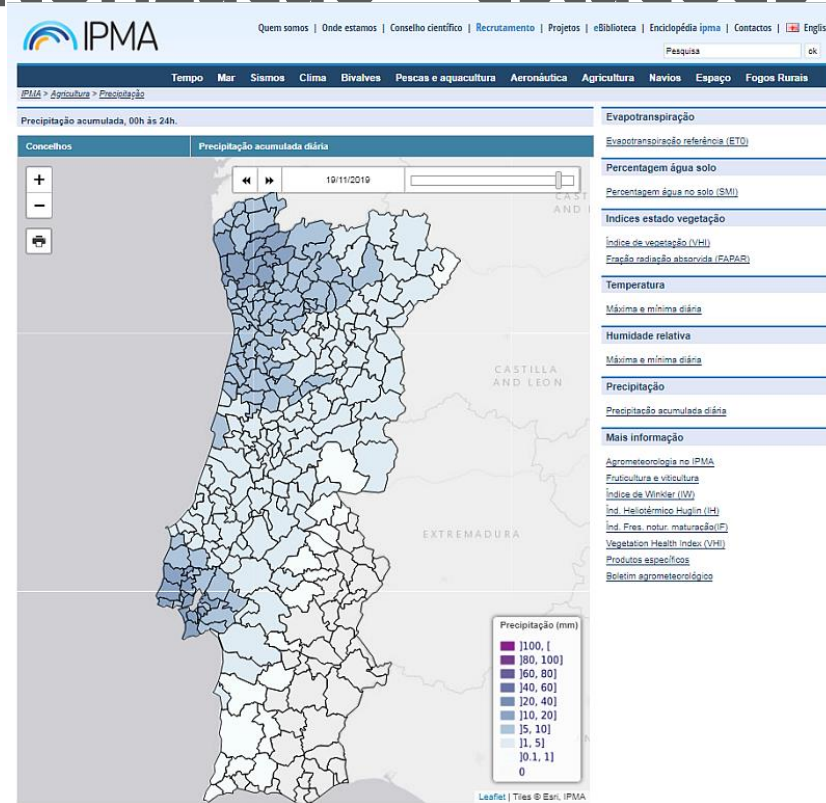 IPMA
Quem somos | Onde estamos | Conselho científico | Recrutamento | Projetos | eBiblioteca | Enciclopédia ipma | Contactos | Englis
Pesquisa ok
Tempo Mar Sismos Clima Bivalves Pescas e aquacultura Aeronáutica Agricultura Navios Espaço Fogos Rurais
IPMA > Agricultura > Precipitação
Precipitação acumulada, 00h às 24h.
Concelhos Precipitação acumulada diária
+
−
19/11/2019
CASTI
AND
CASTILLA
AND LEON
EXTREMADURA
Precipitação (mm)
]100, [
]80, 100]
]60, 80]
]40, 60]
]20, 40]
]10, 20]
]5, 10]
]1, 5]
]0.1, 1]
0
Leaflet | Tiles © Esri, IPMA
Evapotranspiração
Evapotranspiração referência (ET0)
Percentagem água solo
Percentagem água no solo (SMI)
Indices estado vegetação
Índice de vegetação (VHI)
Fração radiação absorvida (FAPAR)
Temperatura
Máxima e mínima diária
Humidade relativa
Máxima e mínima diária
Precipitação
Precipitação acumulada diária
Mais informação
Agrometeorologia no IPMA
Fruticultura e viticultura
Índice de Winkler (IW)
Índ. Heliotérmico Huglin (IH)
Índ. Fres. notur. maturação(IF)
Vegetation Health Index (VHI)
Produtos específicos
Boletim agrometeorológico